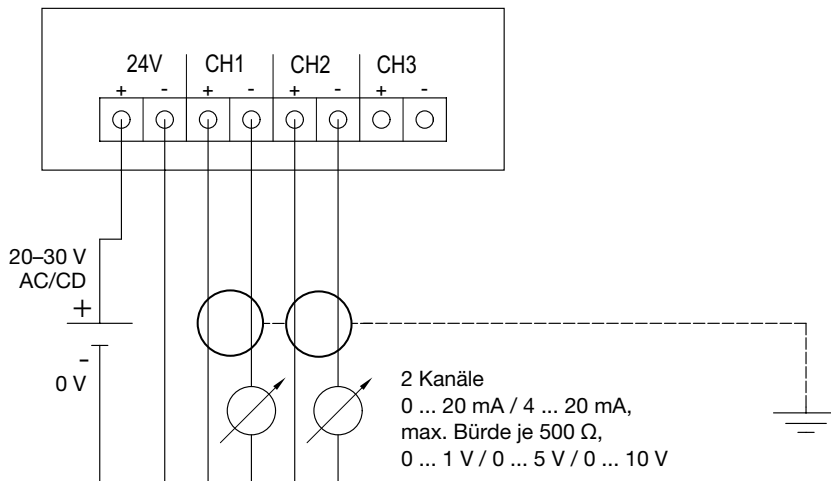 24V CH1 CH2 CH3
+ - + - + - + -
20–30 V
AC/CD
+
-
0 V
2 Kanäle
0 ... 20 mA / 4 ... 20 mA,
max. Bürde je 500 Ω,
0 ... 1 V / 0 ... 5 V / 0 ... 10 V